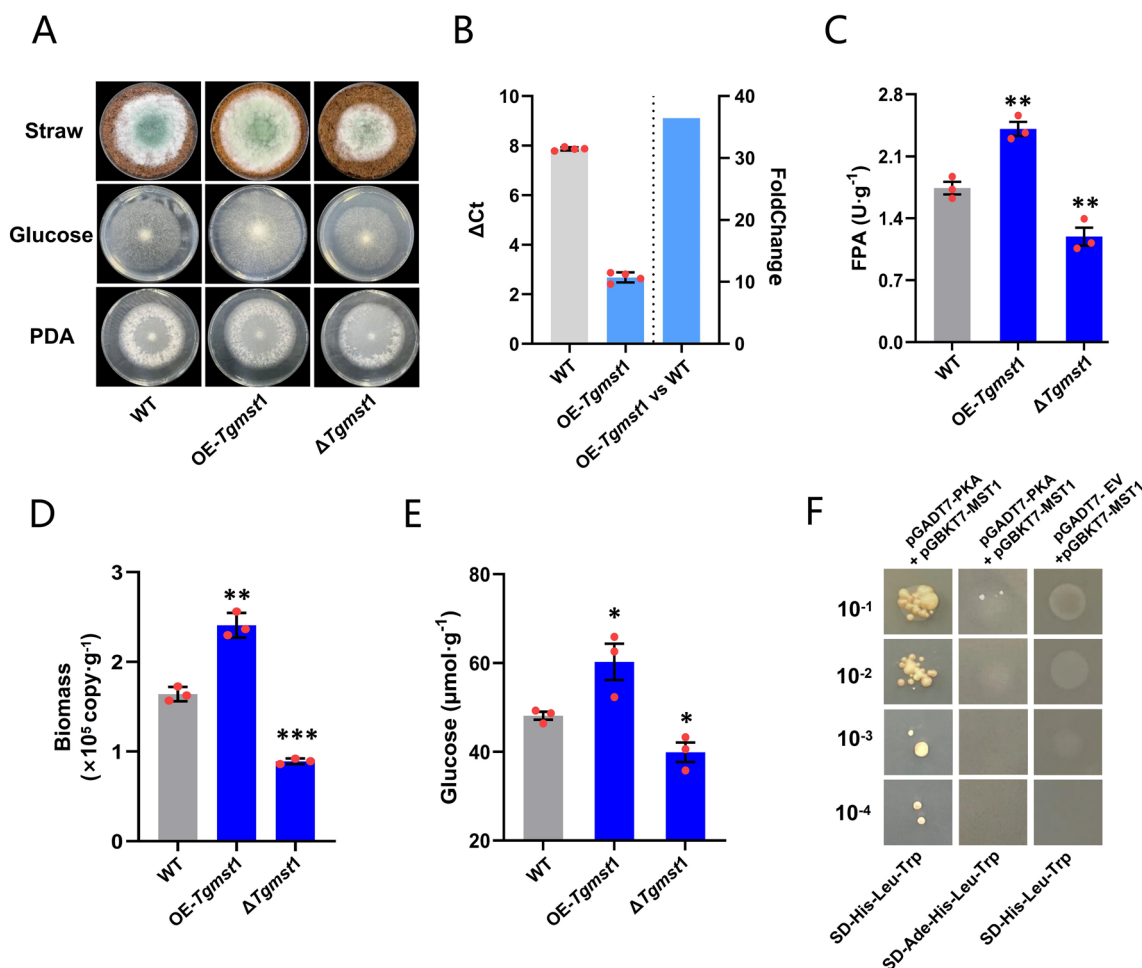 A
Straw
Glucose
PDA
WT
OE-Tgmst1
ΔTgmst1
B
ΔCt
10
8
6
4
2
0
40
30
20
10
0
FoldChange
WT
OE-Tgmst1
OE-Tgmst1 vs WT
C
FPA (U·g⁻¹)
2.8
2.1
1.4
0.7
0.0
**
**
WT
OE-Tgmst1
ΔTgmst1
D
Biomass
(×10⁵ copy·g⁻¹)
3
2
1
0
**
***
WT
OE-Tgmst1
ΔTgmst1
E
Glucose (μmol·g⁻¹)
80
60
40
20
*
*
WT
OE-Tgmst1
ΔTgmst1
F
pGADT7-PKA
+ pGBKT7-MST1
pGADT7-PKA
+ pGBKT7-MST1
pGADT7- EV
+pGBKT7-MST1
10⁻¹
10⁻²
10⁻³
10⁻⁴
SD-His-Leu-Trp
SD-Ade-His-Leu-Trp
SD-His-Leu-Trp